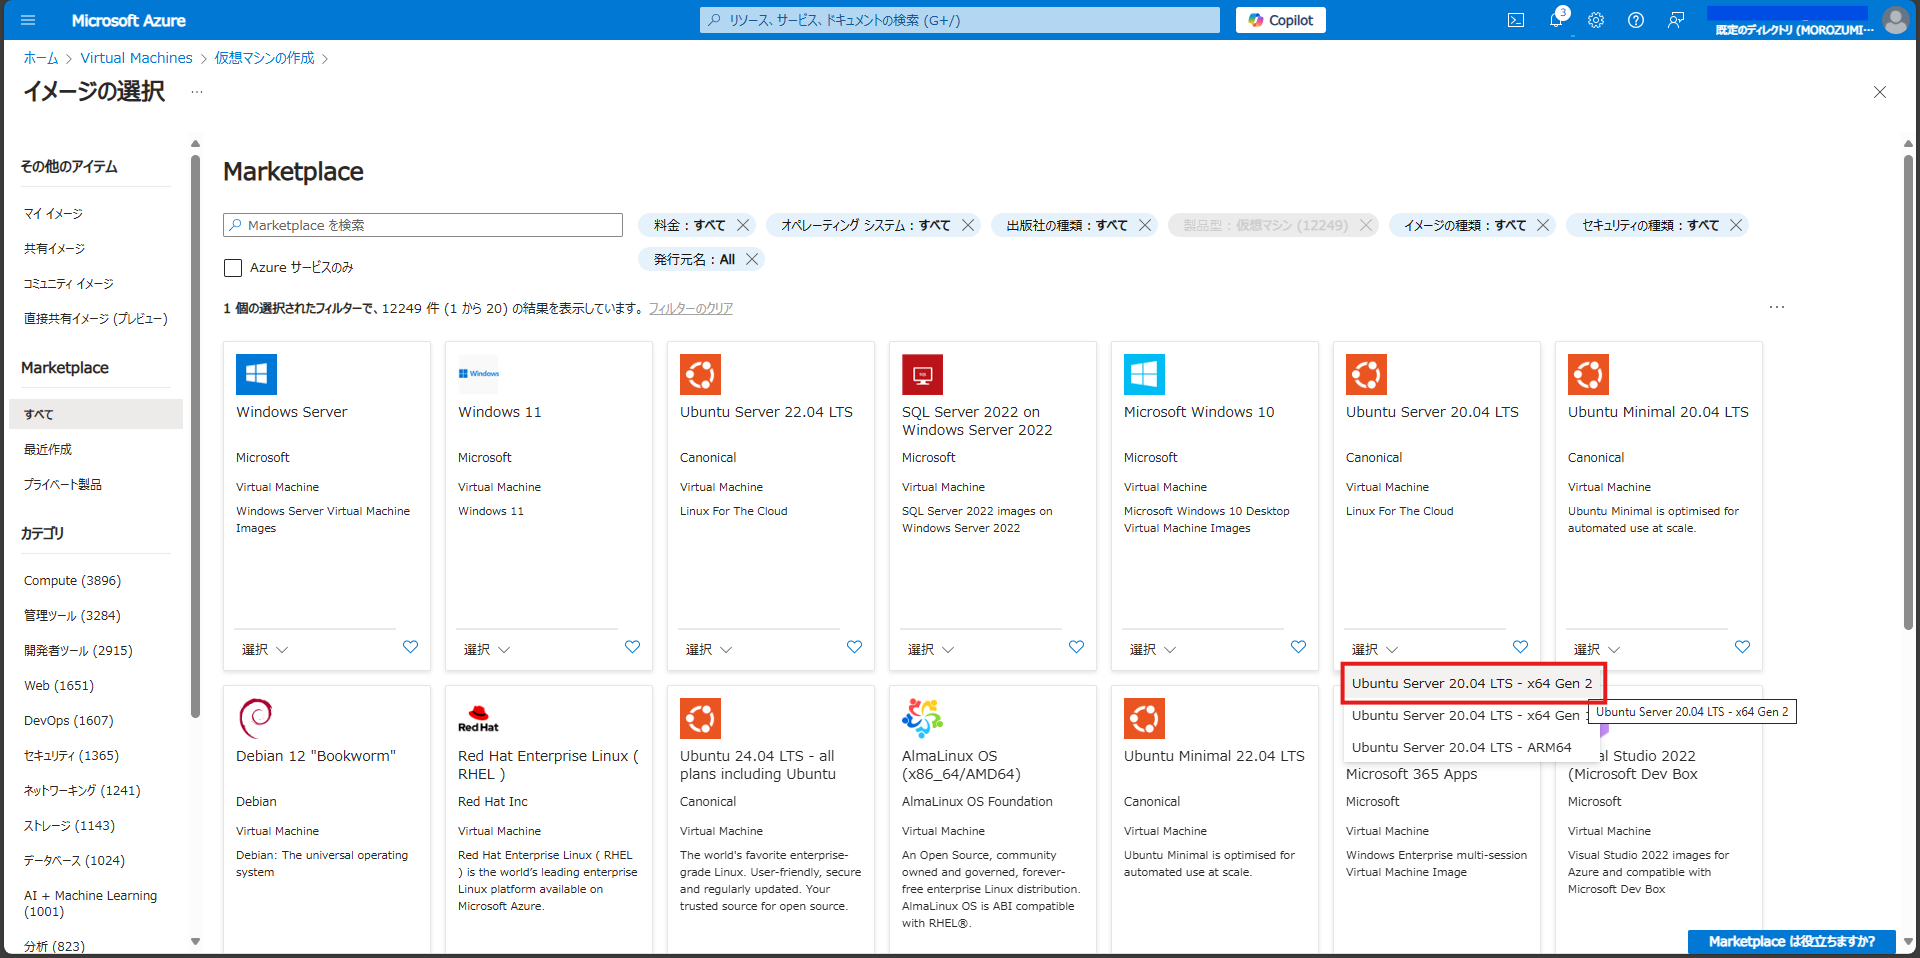 Microsoft Azure
リソース、サービス、ドキュメントの検索 (G+/)
Copilot
3
既定のディレクトリ (MOROZUMI…
ホーム > Virtual Machines > 仮想マシンの作成 >
イメージの選択 …
その他のアイテム
マイ イメージ
共有イメージ
コミュニティ イメージ
直接共有イメージ (プレビュー)
Marketplace
すべて
最近作成
プライベート製品
カテゴリ
Compute (3896)
管理ツール (3284)
開発者ツール (2915)
Web (1651)
DevOps (1607)
セキュリティ (1365)
ネットワーキング (1241)
ストレージ (1143)
データベース (1024)
AI + Machine Learning
(1001)
分析 (823)
Marketplace
Marketplace を検索
料金 : すべて
オペレーティング システム : すべて
出版社の種類 : すべて
製品型 : 仮想マシン (12249)
イメージの種類 : すべて
セキュリティの種類 : すべて
発行元名 : All
Azure サービスのみ
1 個の選択されたフィルターで、12249 件 (1 から 20) の結果を表示しています。 フィルターのクリア
…
Windows Server
Microsoft
Virtual Machine
Windows Server Virtual Machine
Images
選択
Windows
Windows 11
Microsoft
Virtual Machine
Windows 11
選択
Ubuntu Server 22.04 LTS
Canonical
Virtual Machine
Linux For The Cloud
選択
SQL Server 2022 on
Windows Server 2022
Microsoft
Virtual Machine
SQL Server 2022 images on
Windows Server 2022
選択
Microsoft Windows 10
Microsoft
Virtual Machine
Microsoft Windows 10 Desktop
Virtual Machine Images
選択
Ubuntu Server 20.04 LTS
Canonical
Virtual Machine
Linux For The Cloud
選択
Ubuntu Server 20.04 LTS - x64 Gen 2
Ubuntu Server 20.04 LTS - x64 Gen
Ubuntu Server 20.04 LTS - ARM64
Ubuntu Server 20.04 LTS - x64 Gen 2
Ubuntu Minimal 20.04 LTS
Canonical
Virtual Machine
Ubuntu Minimal is optimised for
automated use at scale.
選択
Debian 12 "Bookworm"
Debian
Virtual Machine
Debian: The universal operating
system
Red Hat
Red Hat Enterprise Linux (
RHEL )
Red Hat Inc
Virtual Machine
Red Hat Enterprise Linux ( RHEL
) is the world's leading enterprise
Linux platform available on
Microsoft Azure.
Ubuntu 24.04 LTS - all
plans including Ubuntu
Canonical
Virtual Machine
The world's favorite enterprise-
grade Linux. User-friendly, secure
and regularly updated. Your
trusted source for open source.
AlmaLinux OS
(x86_64/AMD64)
AlmaLinux OS Foundation
Virtual Machine
An Open Source, community
owned and governed, forever-
free enterprise Linux distribution.
AlmaLinux OS is ABI compatible
with RHEL®.
Ubuntu Minimal 22.04 LTS
Canonical
Virtual Machine
Ubuntu Minimal is optimised for
automated use at scale.
Microsoft 365 Apps
Microsoft
Virtual Machine
Windows Enterprise multi-session
Virtual Machine Image
al Studio 2022
(Microsoft Dev Box
Microsoft
Virtual Machine
Visual Studio 2022 images for
Azure and compatible with
Microsoft Dev Box
Marketplace は役立ちますか?